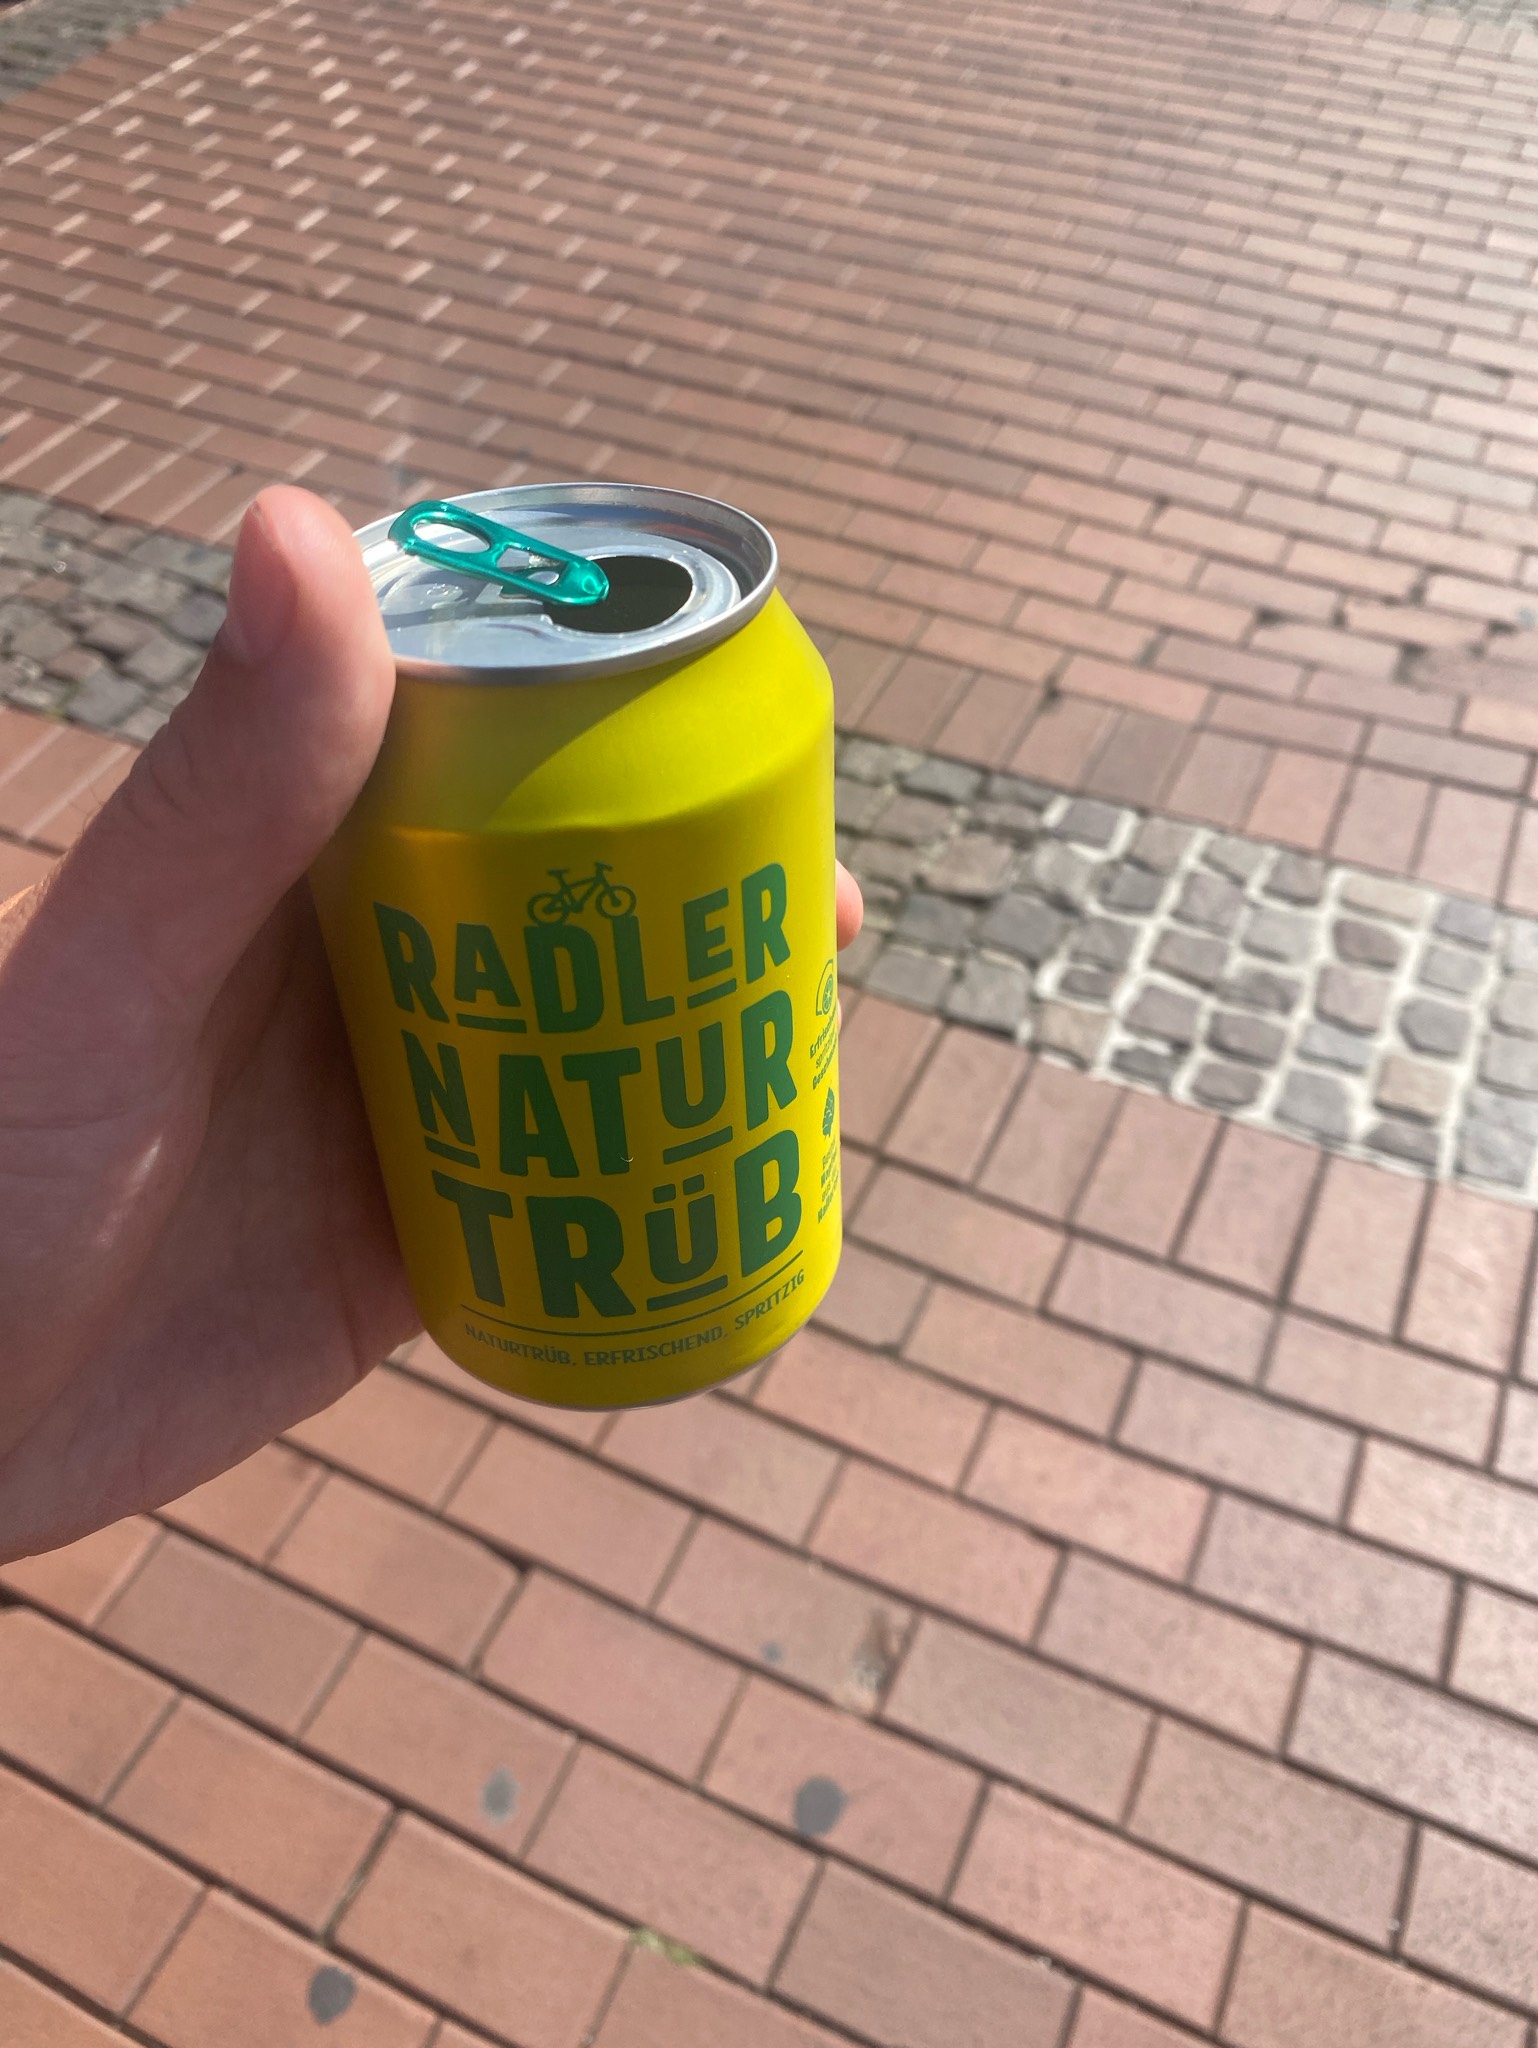 RADLER
NATUR
TRÜB
NATURTRÜB, ERFRISCHEND, SPRITZIG